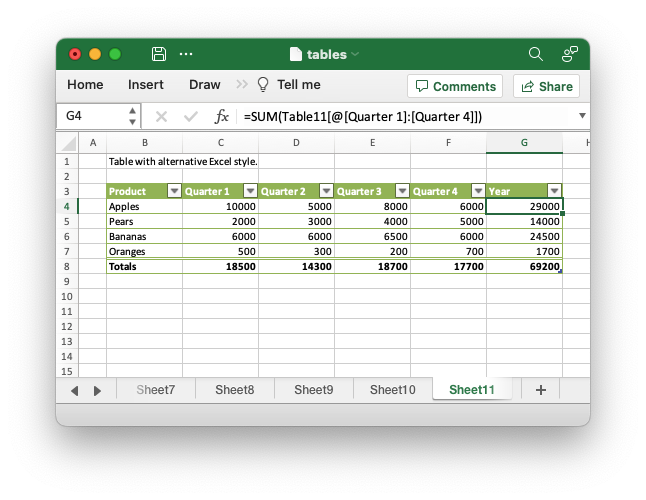 tables
Home Insert Draw Tell me Comments Share
G4 fx =SUM(Table11[@[Quarter 1]:[Quarter 4]])
A B C D E F G H
1 Table with alternative Excel style.
2
3 Product Quarter 1 Quarter 2 Quarter 3 Quarter 4 Year
4 Apples 10000 5000 8000 6000 29000
5 Pears 2000 3000 4000 5000 14000
6 Bananas 6000 6000 6500 6000 24500
7 Oranges 500 300 200 700 1700
8 Totals 18500 14300 18700 17700 69200
9
10
11
12
13
14
15
Sheet7 Sheet8 Sheet9 Sheet10 Sheet11 +